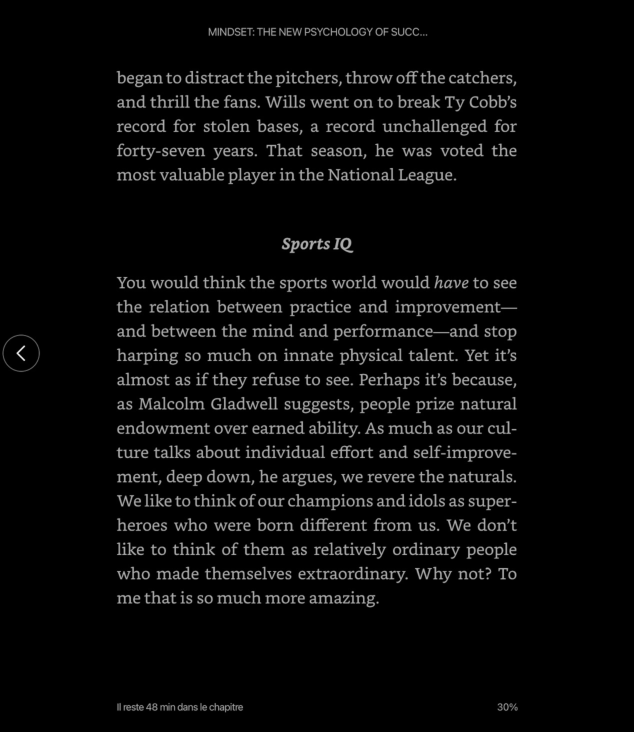 MINDSET: THE NEW PSYCHOLOGY OF SUCC...
began to distract the pitchers, throw off the catchers,
and thrill the fans. Wills went on to break Ty Cobb's
record for stolen bases, a record unchallenged for
forty-seven years. That season, he was voted the
most valuable player in the National League.
Sports IQ
You would think the sports world would have to see
the relation between practice and improvement—
and between the mind and performance—and stop
harping so much on innate physical talent. Yet it's
almost as if they refuse to see. Perhaps it's because,
as Malcolm Gladwell suggests, people prize natural
endowment over earned ability. As much as our cul-
ture talks about individual effort and self-improve-
ment, deep down, he argues, we revere the naturals.
We like to think of our champions and idols as super-
heroes who were born different from us. We don't
like to think of them as relatively ordinary people
who made themselves extraordinary. Why not? To
me that is so much more amazing.
Il reste 48 min dans le chapitre
30%